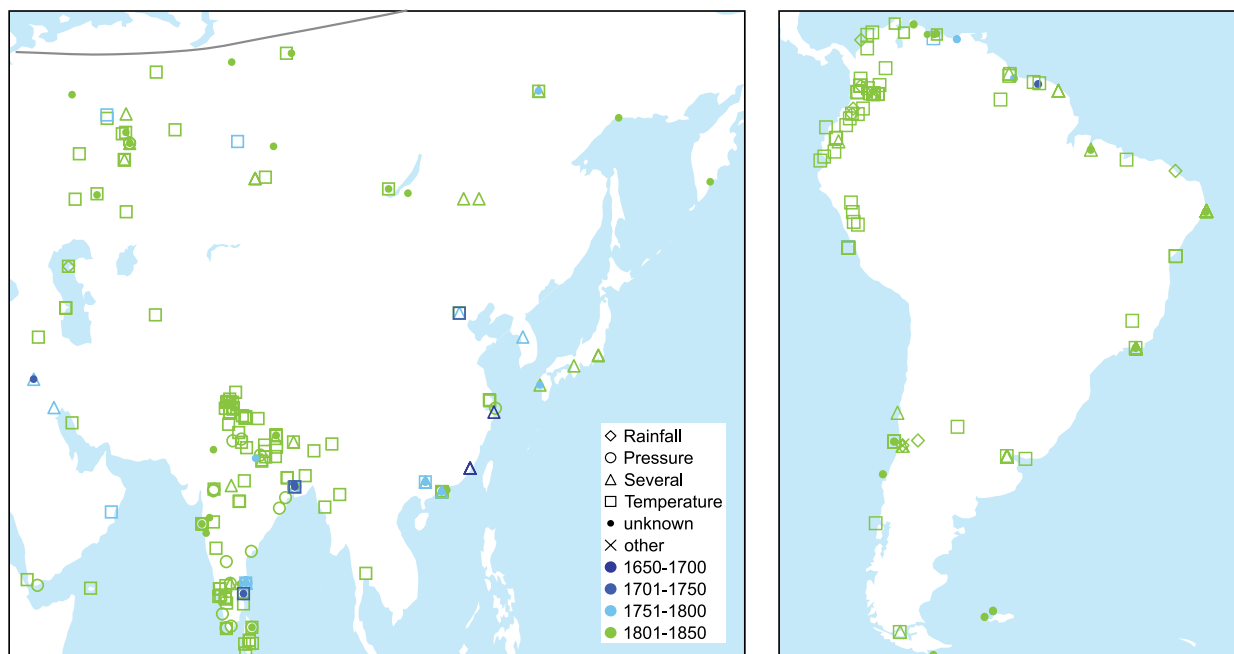 Rainfall
Pressure
Several
Temperature
unknown
other
1650-1700
1701-1750
1751-1800
1801-1850